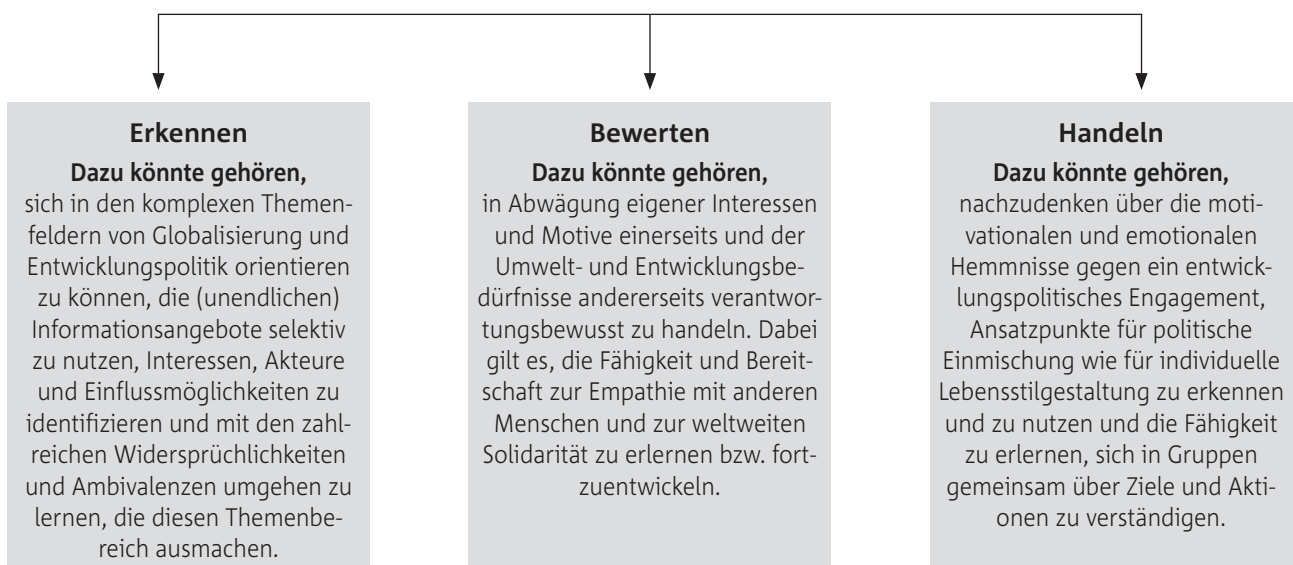 Erkennen
Dazu könnte gehören,
sich in den komplexen Themen-
feldern von Globalisierung und
Entwicklungspolitik orientieren
zu können, die (unendlichen)
Informationsangebote selektiv
zu nutzen, Interessen, Akteure
und Einflussmöglichkeiten zu
identifizieren und mit den zahl-
reichen Widersprüchlichkeiten
und Ambivalenzen umgehen zu
lernen, die diesen Themenbe-
reich ausmachen.
Bewerten
Dazu könnte gehören,
in Abwägung eigener Interessen
und Motive einerseits und der
Umwelt- und Entwicklungsbe-
dürfnisse andererseits verantwor-
tungsbewusst zu handeln. Dabei
gilt es, die Fähigkeit und Bereit-
schaft zur Empathie mit anderen
Menschen und zur weltweiten
Solidarität zu erlernen bzw. fort-
zuentwickeln.
Handeln
Dazu könnte gehören,
nachzudenken über die moti-
vationalen und emotionalen
Hemmnisse gegen ein entwick-
lungspolitisches Engagement,
Ansatzpunkte für politische
Einmischung wie für individuelle
Lebensstilgestaltung zu erkennen
und zu nutzen und die Fähigkeit
zu erlernen, sich in Gruppen
gemeinsam über Ziele und Akti-
onen zu verständigen.